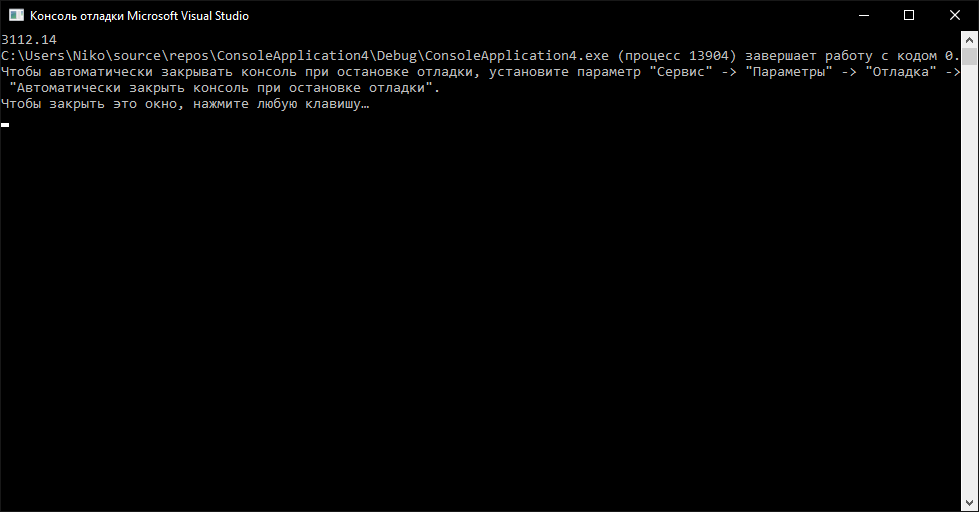 Консоль отладки Microsoft Visual Studio
3112.14
C:\Users\Niko\source\repos\ConsoleApplication4\Debug\ConsoleApplication4.exe (процесс 13904) завершает работу с кодом 0.
Чтобы автоматически закрывать консоль при остановке отладки, установите параметр "Сервис" -> "Параметры" -> "Отладка" ->
"Автоматически закрыть консоль при остановке отладки".
Чтобы закрыть это окно, нажмите любую клавишу…